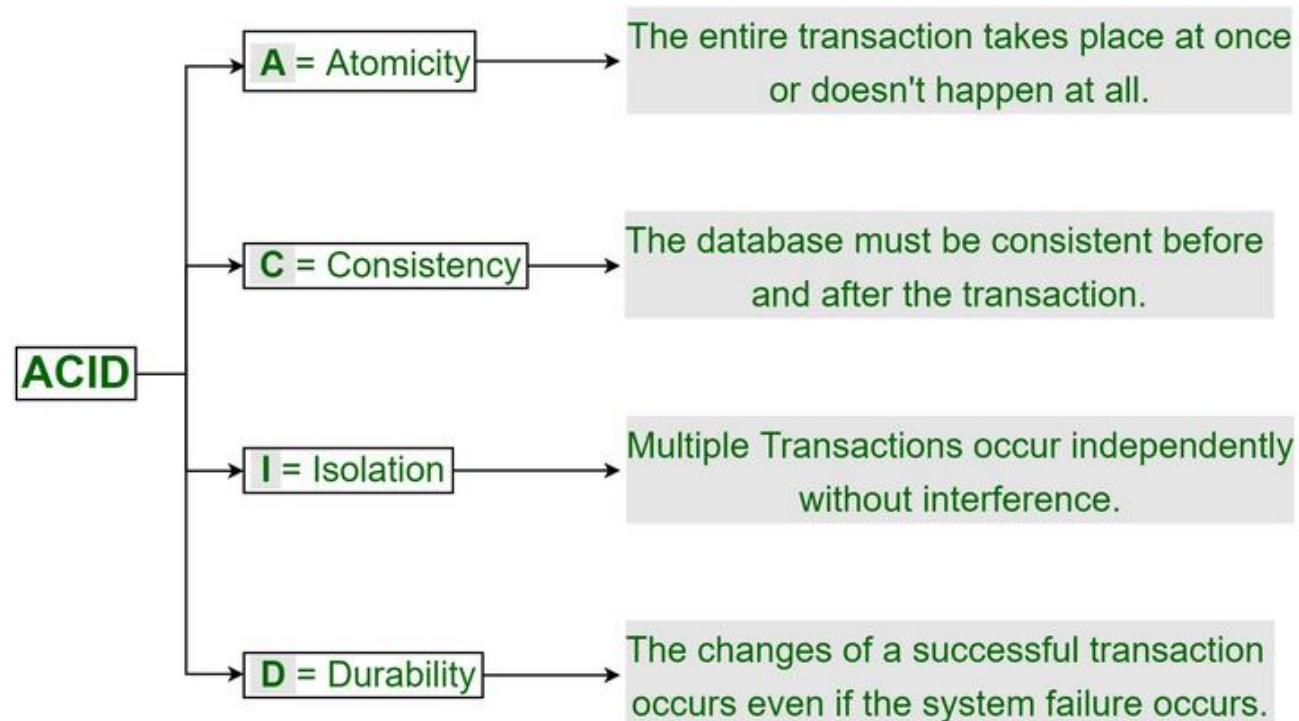 A = Atomicity
The entire transaction takes place at once
or doesn't happen at all.
C = Consistency
The database must be consistent before
and after the transaction.
ACID
I = Isolation
Multiple Transactions occur independently
without interference.
D = Durability
The changes of a successful transaction
occurs even if the system failure occurs.